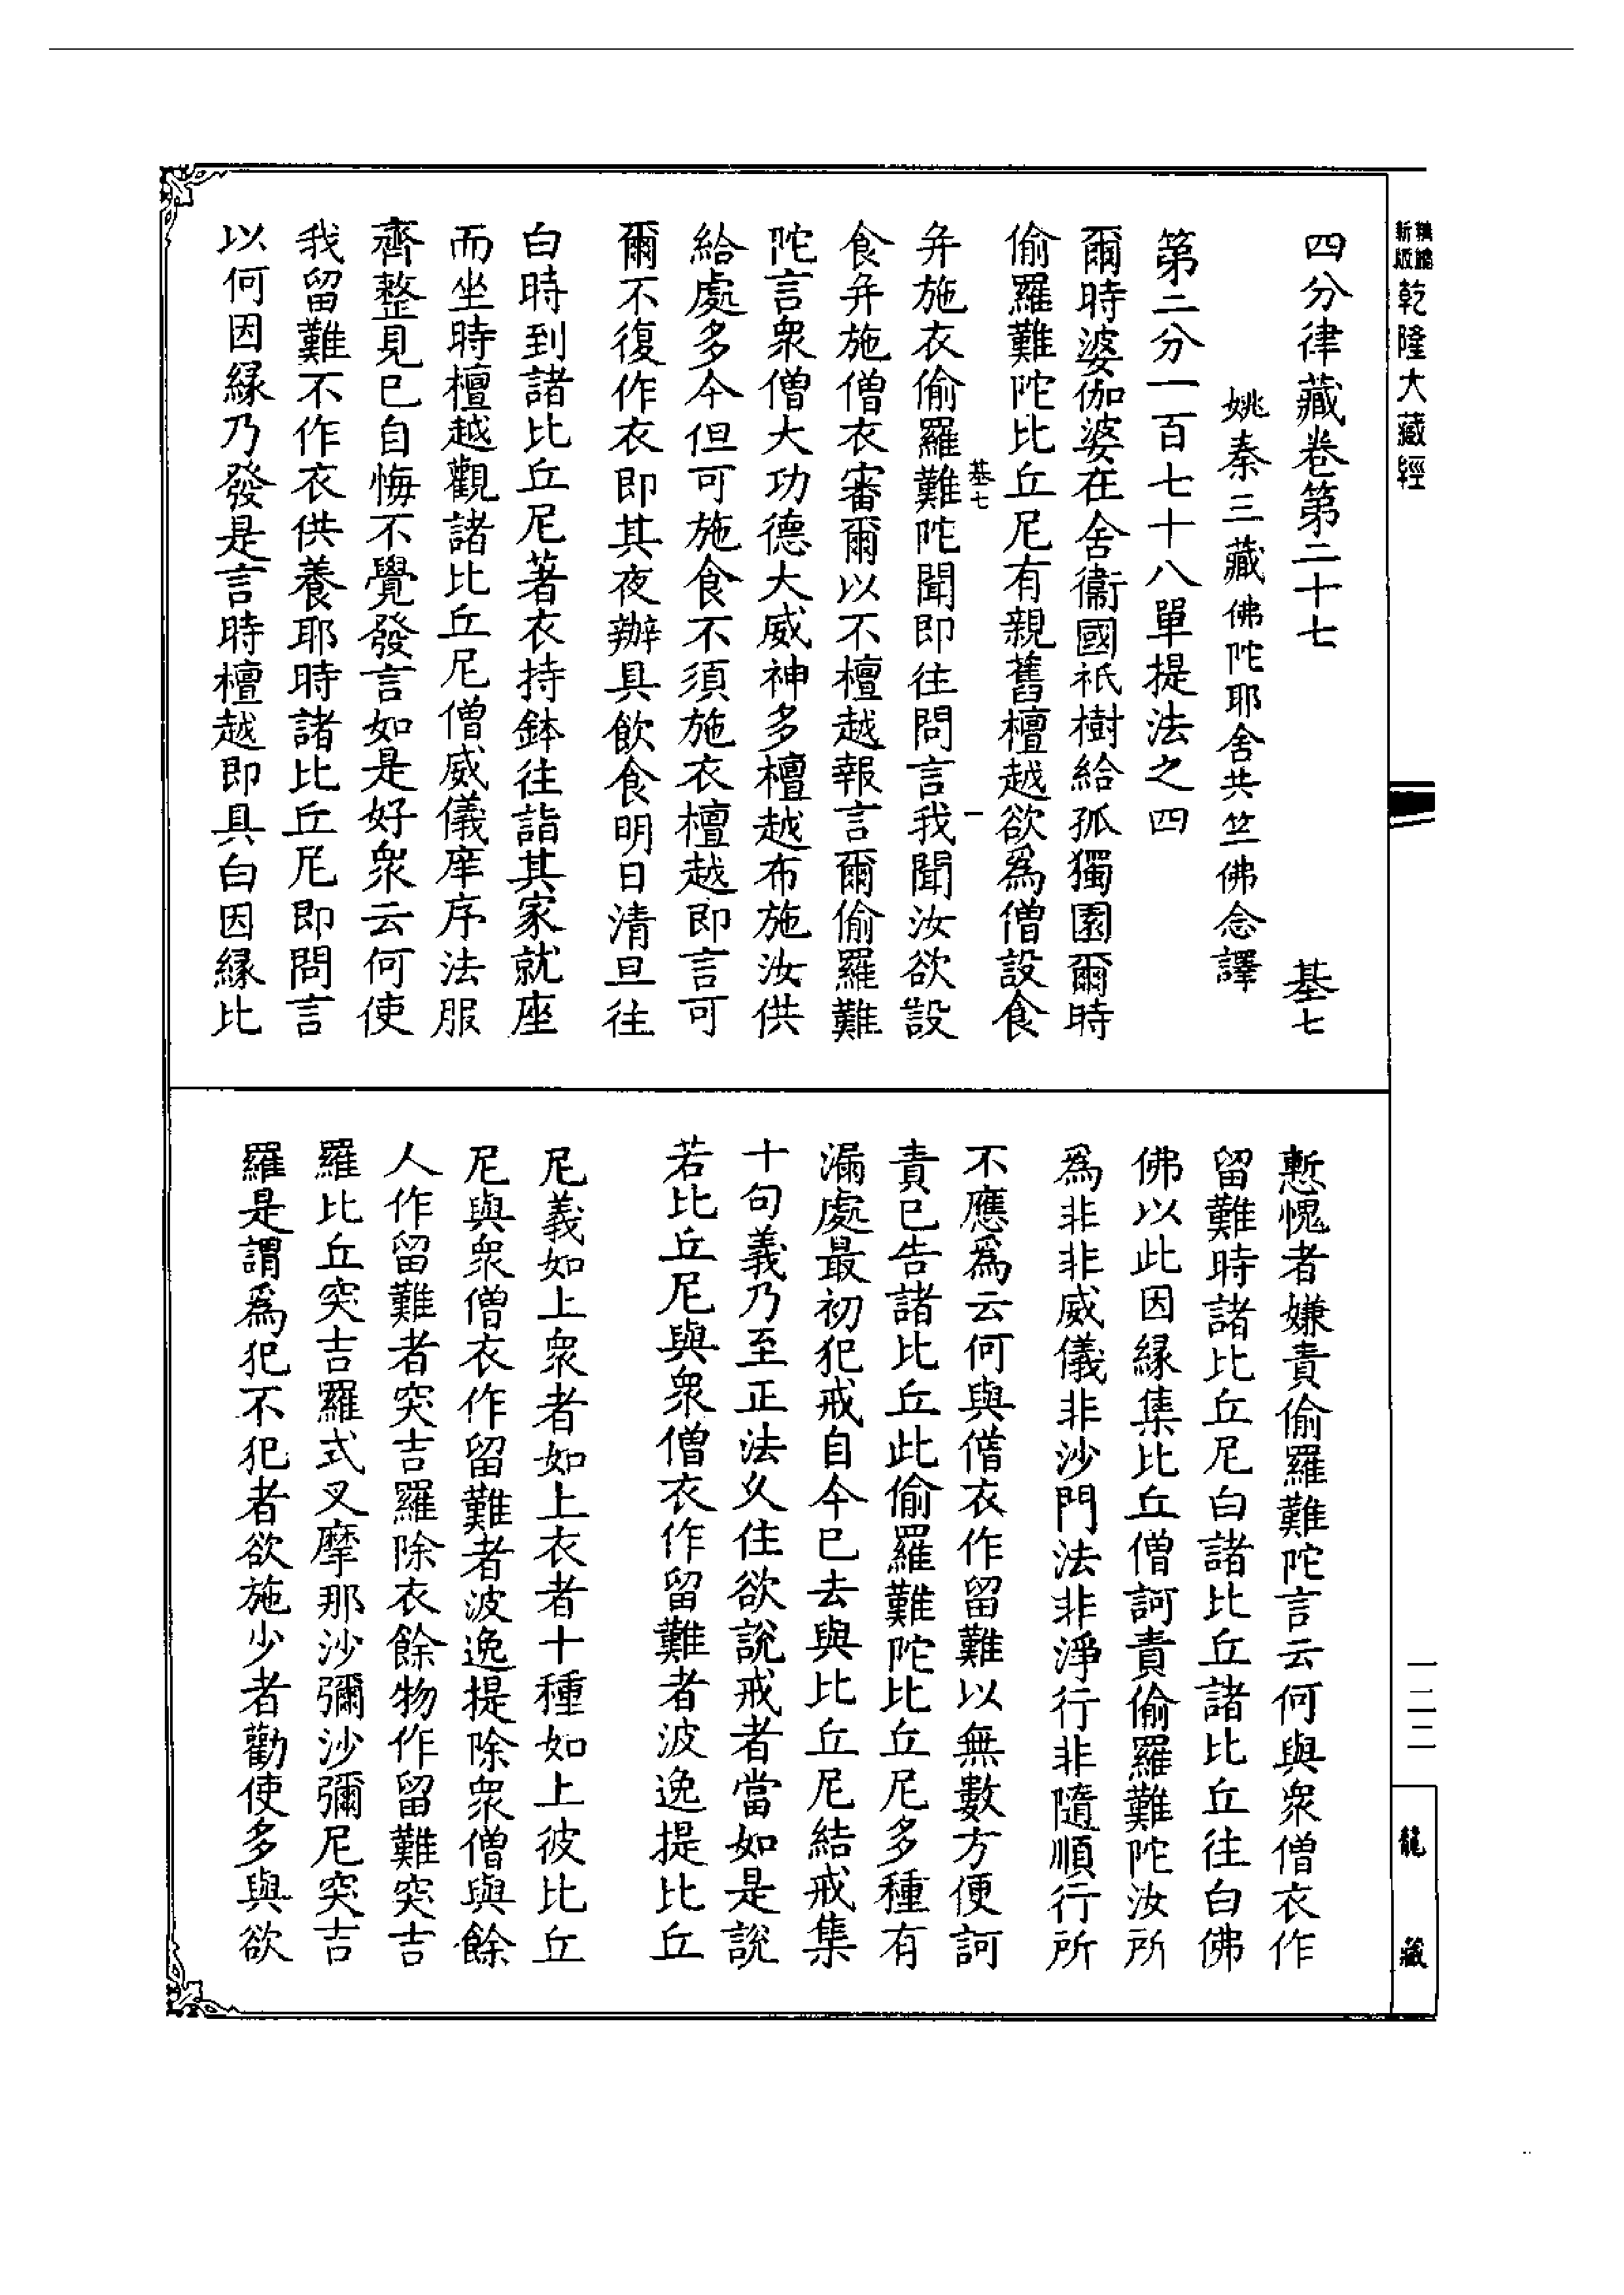 乾隆大藏經
四分律藏卷第二十七 基七
姚秦三藏佛陀耶舍共竺佛念譯
第二分一百七十八單提法之四
爾時婆伽婆在舍衞國祇樹給孤獨園爾時
偷羅難陀比丘尼有親舊檀越欲爲僧設食
基七 一
弁施衣偷羅難陀聞即往問言我聞汝欲設
食弁施僧衣審爾以不檀越報言爾偷羅難
陀言衆僧大功德大威神多檀越布施汝供
給處多今但可施食不須施衣檀越即言可
爾不復作衣即其夜辦具飲食明日清旦往
白時到諸比丘尼著衣持鉢往詣其家就座
而坐時檀越觀諸比丘尼僧威儀庠序法服
齊整見已自悔不覺發言如是好衆云何使
我留難不作衣供養耶時諸比丘尼即問言
以何因緣乃發是言時檀越即具白因緣比
慙愧者嫌責偷羅難陀言云何與衆僧衣作
留難時諸比丘尼白諸比丘諸比丘往白佛
佛以此因緣集比丘僧訶責偷羅難陀汝所
爲非非威儀非沙門法非淨行非隨順行所
不應爲云何與僧衣作留難以無數方便訶
責已告諸比丘此偷羅難陀比丘尼多種有
漏處最初犯戒自今已去與比丘尼結戒集
十句義乃至正法久住欲說戒者當如是說
若比丘尼與衆僧衣作留難者波逸提比丘
尼義如上衆者如上衣者十種如上彼比丘
尼與衆僧衣作留難者波逸提除衆僧與餘
人作留難者突吉羅除衣餘物作留難突吉
羅比丘突吉羅式叉摩那沙彌沙彌尼突吉
羅是謂爲犯不犯者欲施少者勸使多與欲
一二二
龍藏